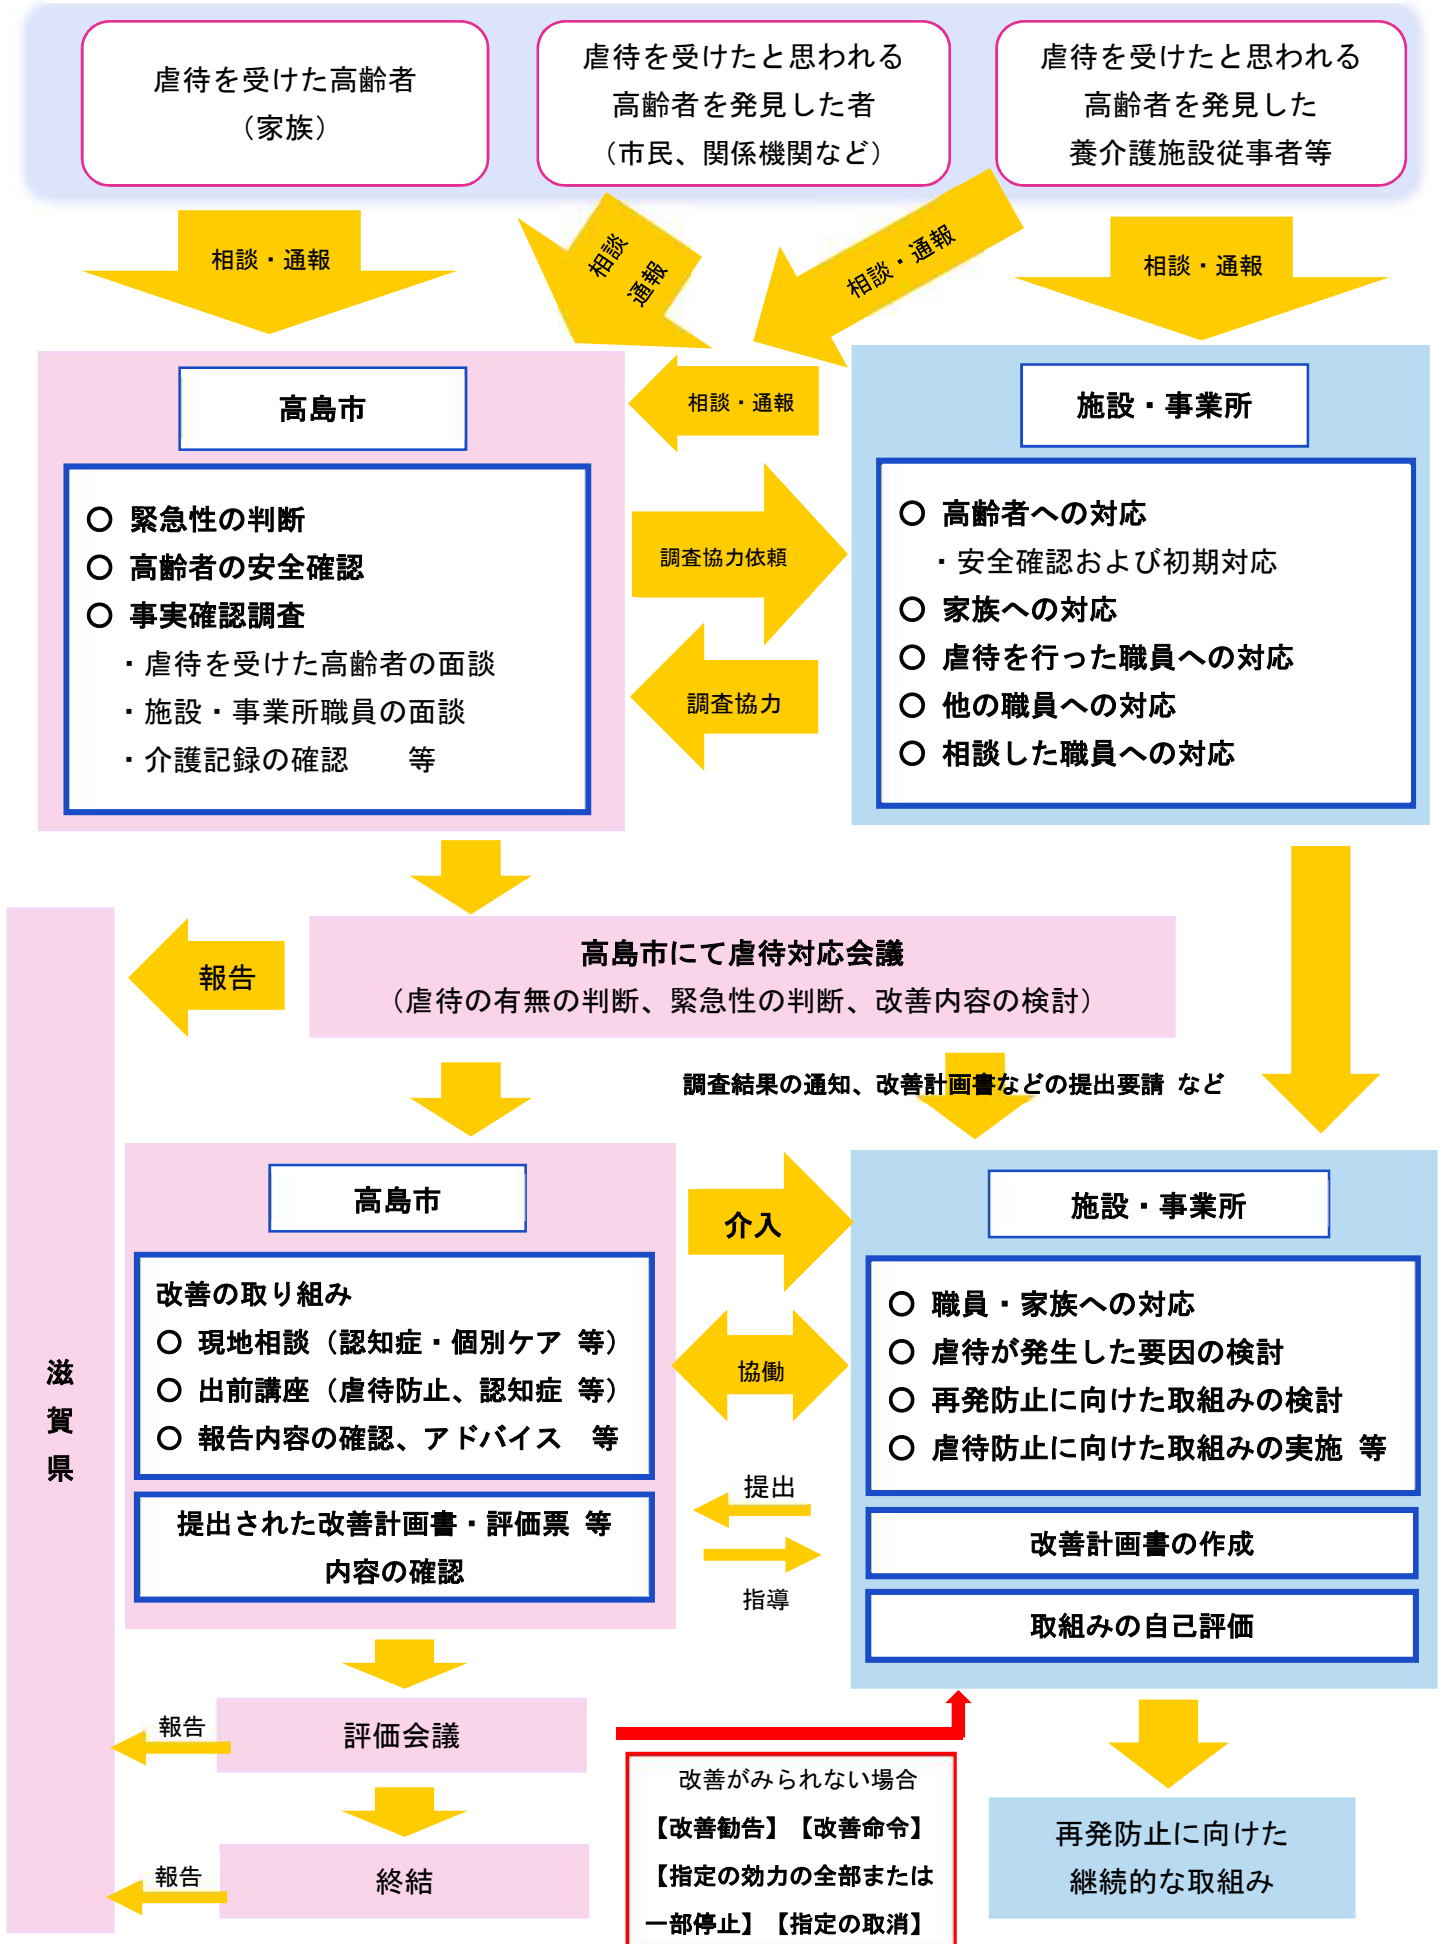 虐待を受けた高齢者
（家族）
虐待を受けたと思われる
高齢者を発見した者
（市民、関係機関など）
虐待を受けたと思われる
高齢者を発見した
養介護施設従事者等
相談・通報
相談
通報
相談・通報
相談・通報
高島市
相談・通報
施設・事業所
〇 緊急性の判断
〇 高齢者の安全確認
〇 事実確認調査
・虐待を受けた高齢者の面談
・施設・事業所職員の面談
・介護記録の確認　　等
調査協力依頼
調査協力
〇 高齢者への対応
・安全確認および初期対応
〇 家族への対応
〇 虐待を行った職員への対応
〇 他の職員への対応
〇 相談した職員への対応
報告
高島市にて虐待対応会議
（虐待の有無の判断、緊急性の判断、改善内容の検討）
調査結果の通知、改善計画書などの提出要請 など
滋
賀
県
高島市
改善の取り組み
〇 現地相談（認知症・個別ケア 等）
〇 出前講座（虐待防止、認知症 等）
〇 報告内容の確認、アドバイス　等
提出された改善計画書・評価票 等
内容の確認
介入
協働
提出
指導
施設・事業所
〇 職員・家族への対応
〇 虐待が発生した要因の検討
〇 再発防止に向けた取組みの検討
〇 虐待防止に向けた取組みの実施 等
改善計画書の作成
取組みの自己評価
報告
評価会議
報告
終結
改善がみられない場合
【改善勧告】【改善命令】
【指定の効力の全部または
一部停止】【指定の取消】
再発防止に向けた
継続的な取組み